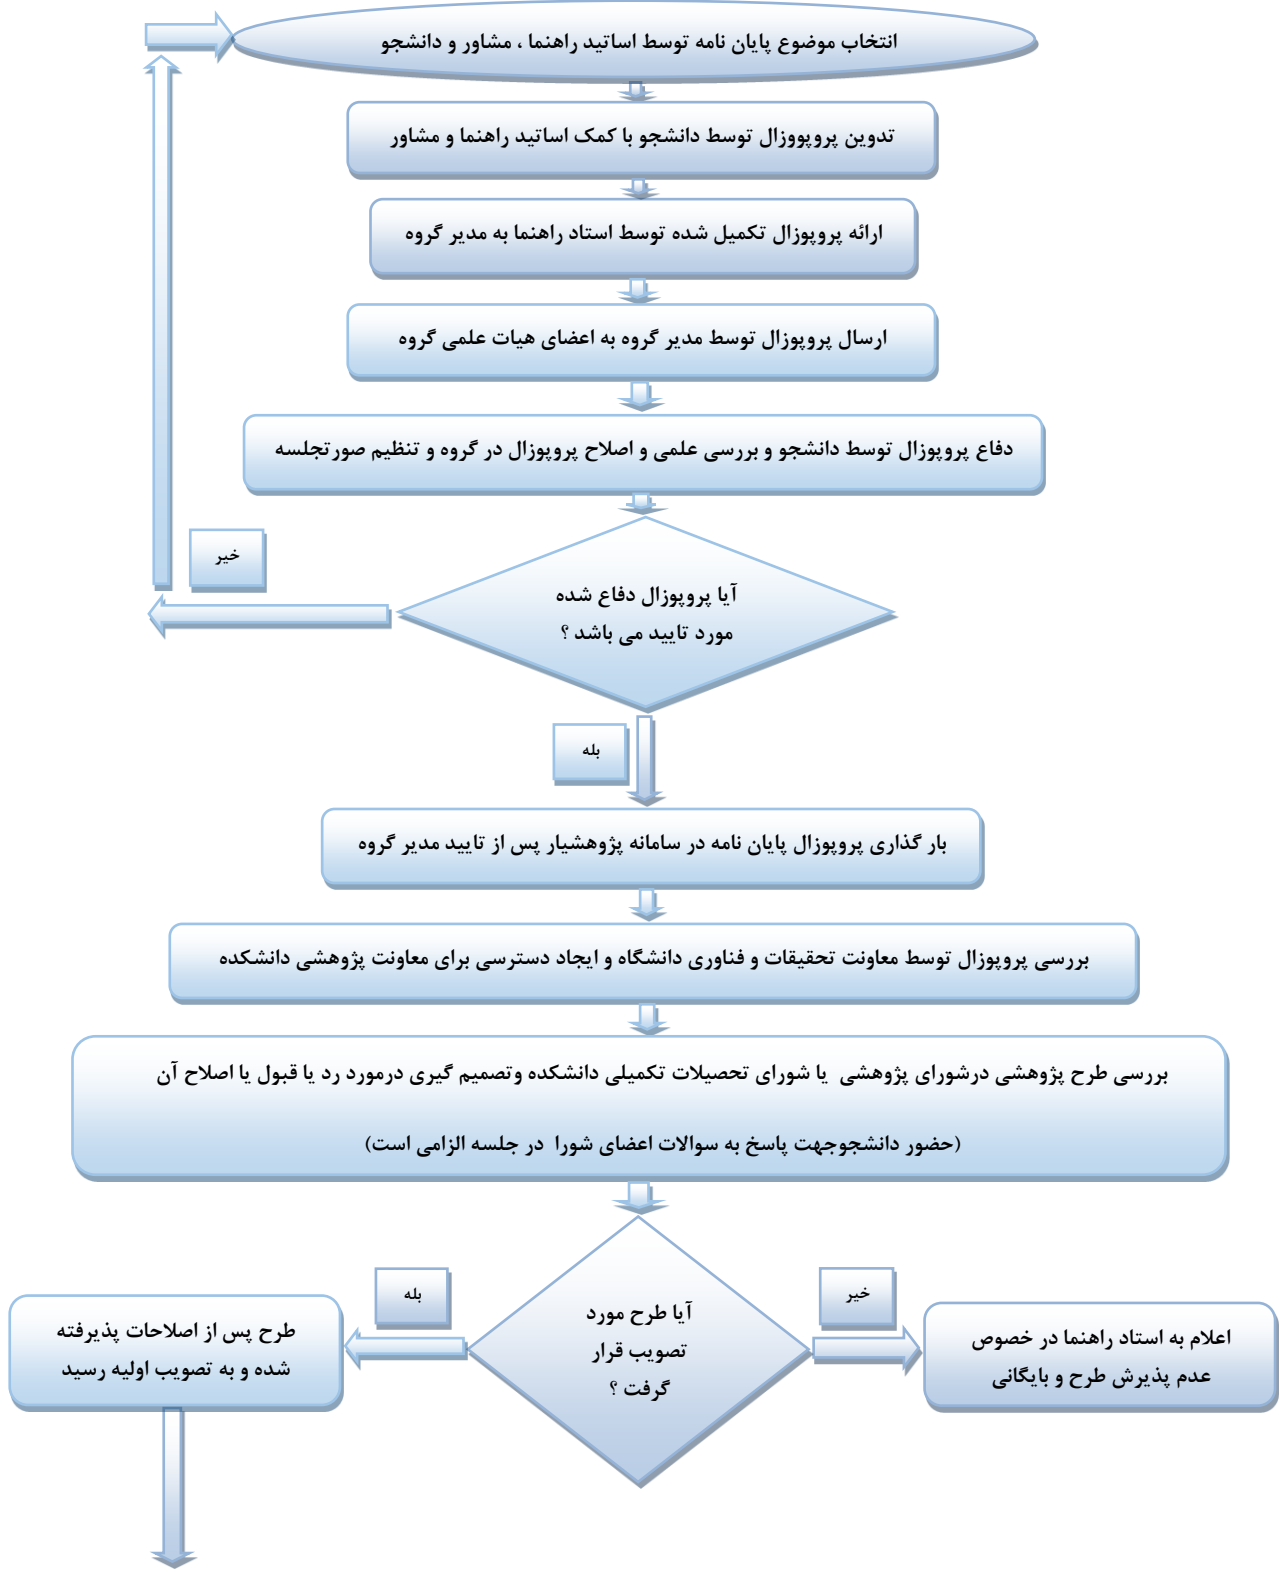 انتخاب موضوع پایان نامه توسط اساتید راهنما ، مشاور و دانشجو
تدوین پروپووزال توسط دانشجو با کمک اساتید راهنما و مشاور
ارائه پروپوزال تکمیل شده توسط استاد راهنما به مدیر گروه
ارسال پروپوزال توسط مدیر گروه به اعضای هیات علمی گروه
دفاع پروپوزال توسط دانشجو و بررسی علمی و اصلاح پروپوزال در گروه و تنظیم صورتجلسه
خیر
آیا پروپوزال دفاع شده
مورد تایید می باشد ؟
بله
بار گذاری پروپوزال پایان نامه در سامانه پژوهشیار پس از تایید مدیر گروه
بررسی پروپوزال توسط معاونت تحقیقات و فناوری دانشگاه و ایجاد دسترسی برای معاونت پژوهشی دانشکده
بررسی طرح پژوهشی درشورای پژوهشی یا شورای تحصیلات تکمیلی دانشکده وتصمیم گیری درمورد رد یا قبول یا اصلاح آن
(حضور دانشجوجهت پاسخ به سوالات اعضای شورا در جلسه الزامی است)
آیا طرح مورد
تصویب قرار
گرفت ؟
خیر
اعلام به استاد راهنما در خصوص
عدم پذیرش طرح و بایگانی
بله
طرح پس از اصلاحات پذیرفته
شده و به تصویب اولیه رسید